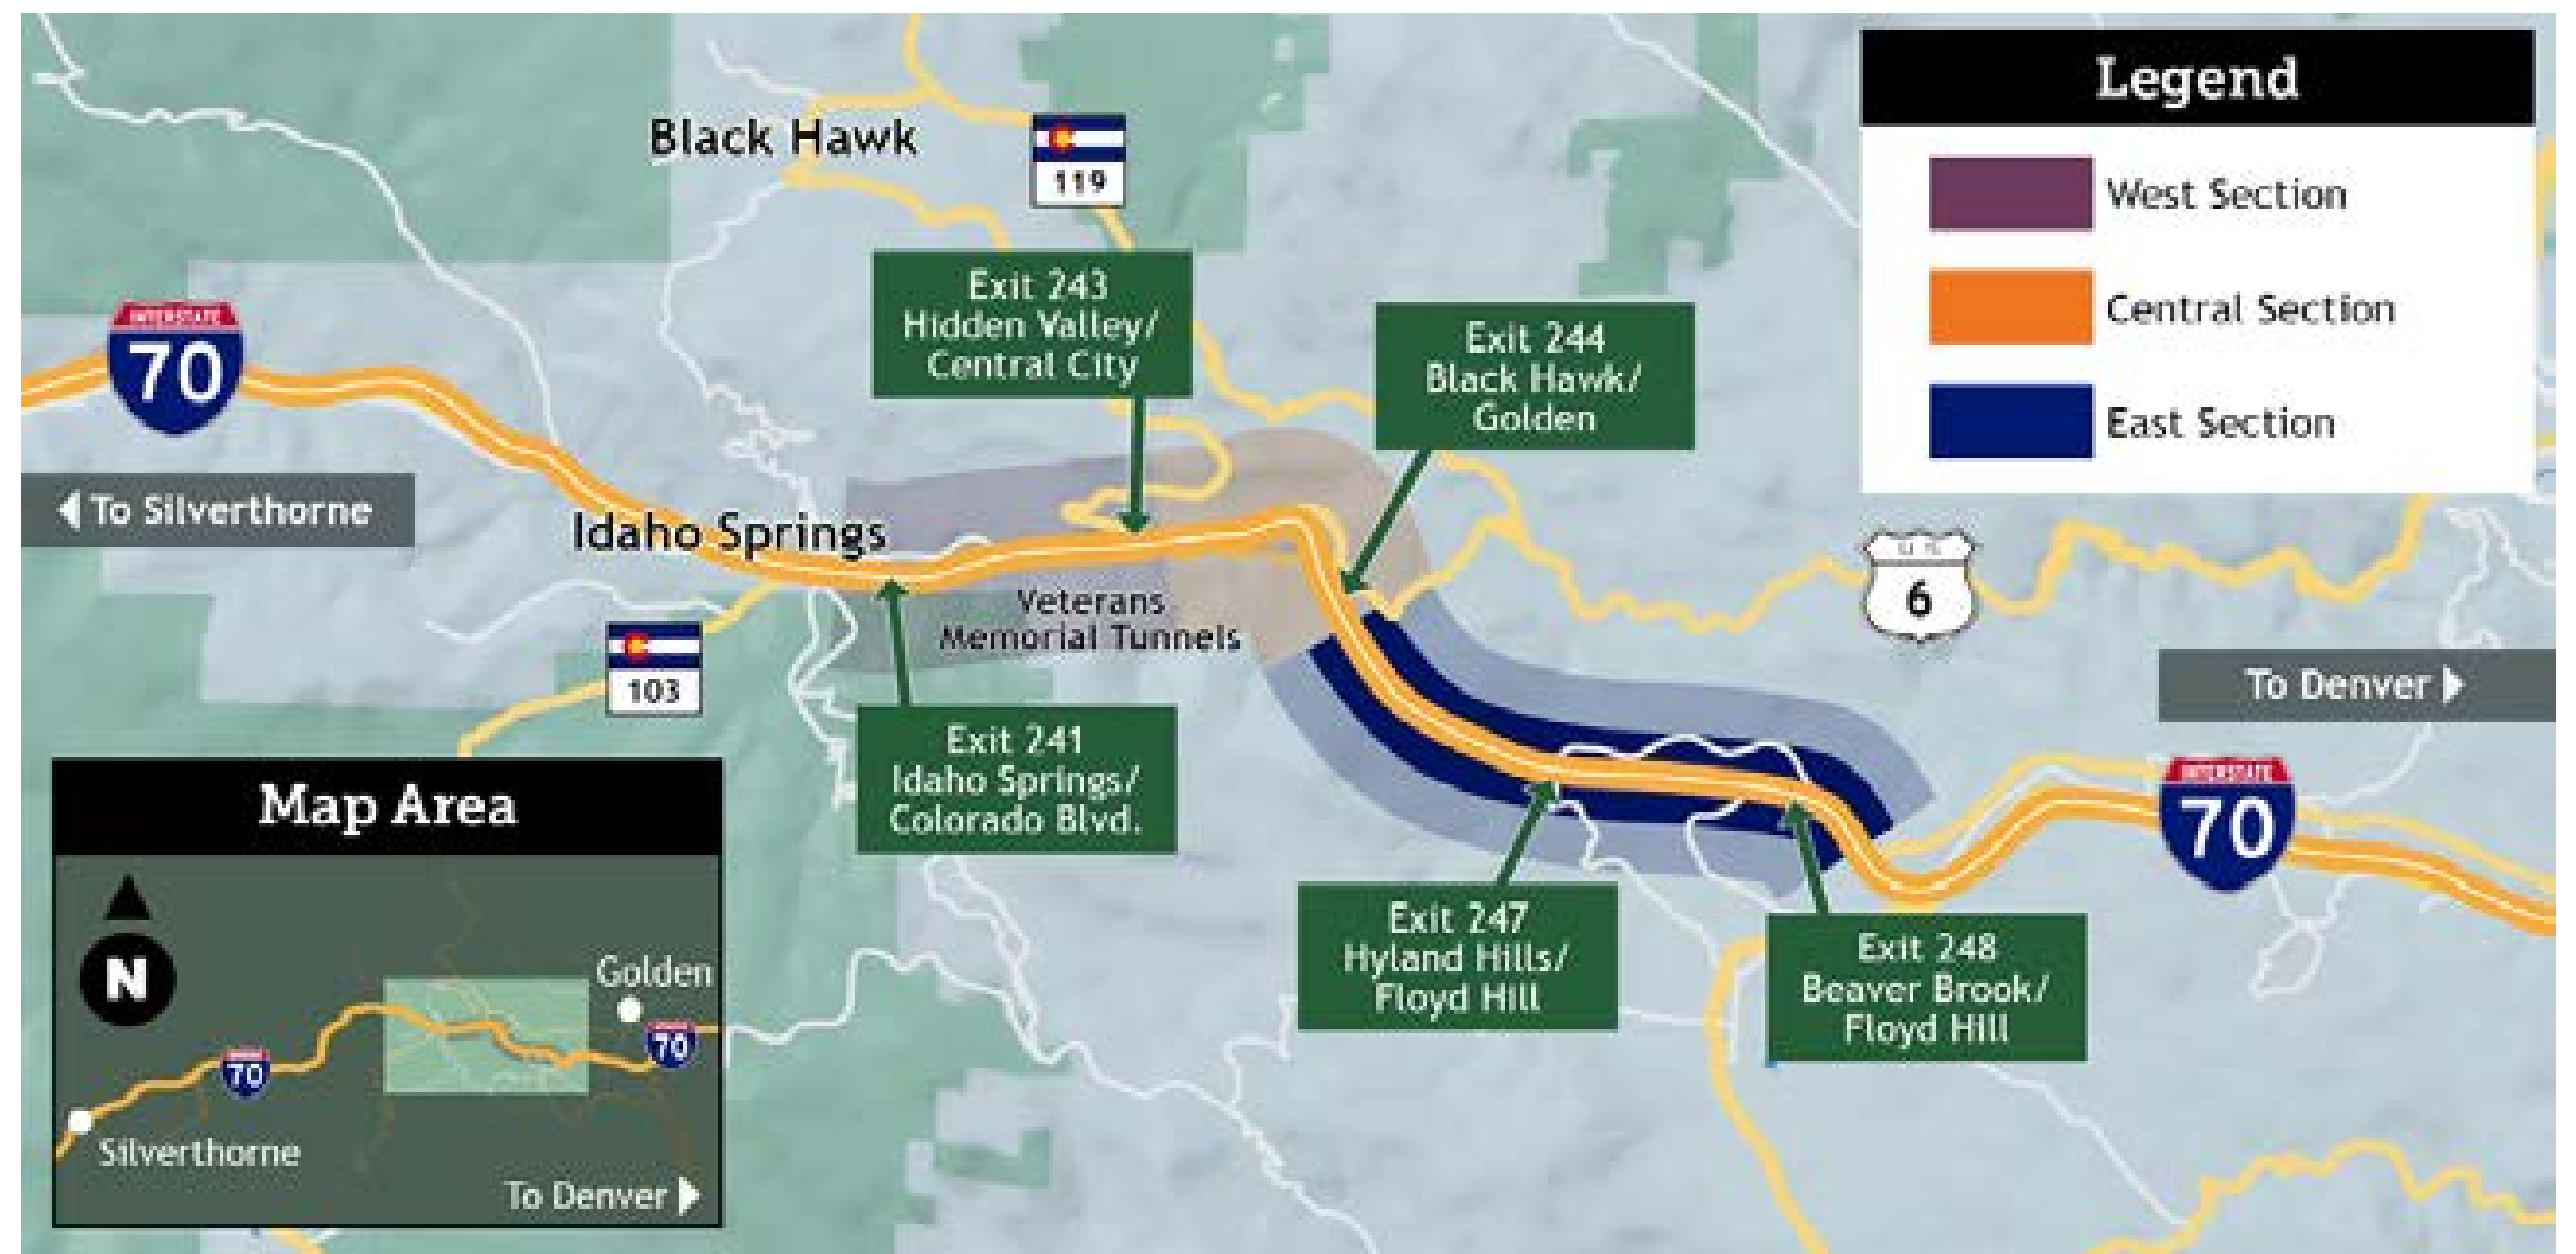 Legend
West Section
Central Section
East Section
Black Hawk
119
Exit 243
Hidden Valley/
Central City
Exit 244
Black Hawk/
Golden
INTERSTATE
70
To Silverthorne
Idaho Springs
Veterans
Memorial Tunnels
103
6
To Denver
Exit 241
Idaho Springs/
Colorado Blvd.
INTERSTATE
70
Exit 247
Hyland Hills/
Floyd Hill
Exit 248
Beaver Brook/
Floyd Hill
Map Area
N
Golden
70
70
Silverthorne
To Denver